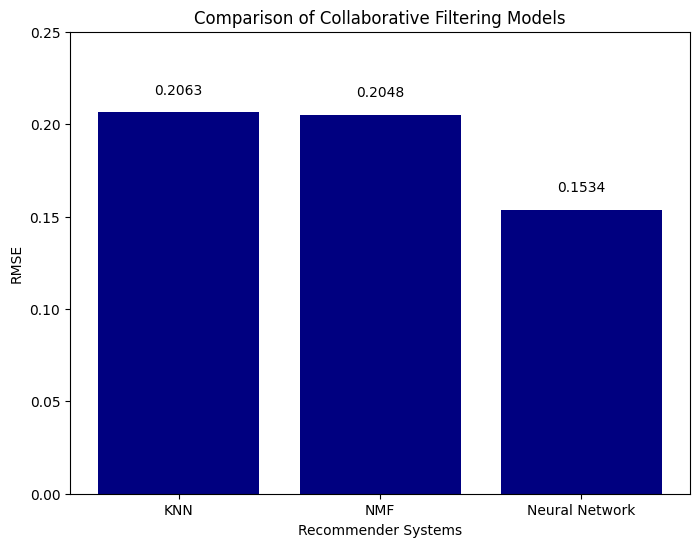 Comparison of Collaborative Filtering Models
0.25
0.20
0.15
0.10
0.05
0.00
RMSE
0.2063
0.2048
0.1534
KNN
NMF
Neural Network
Recommender Systems